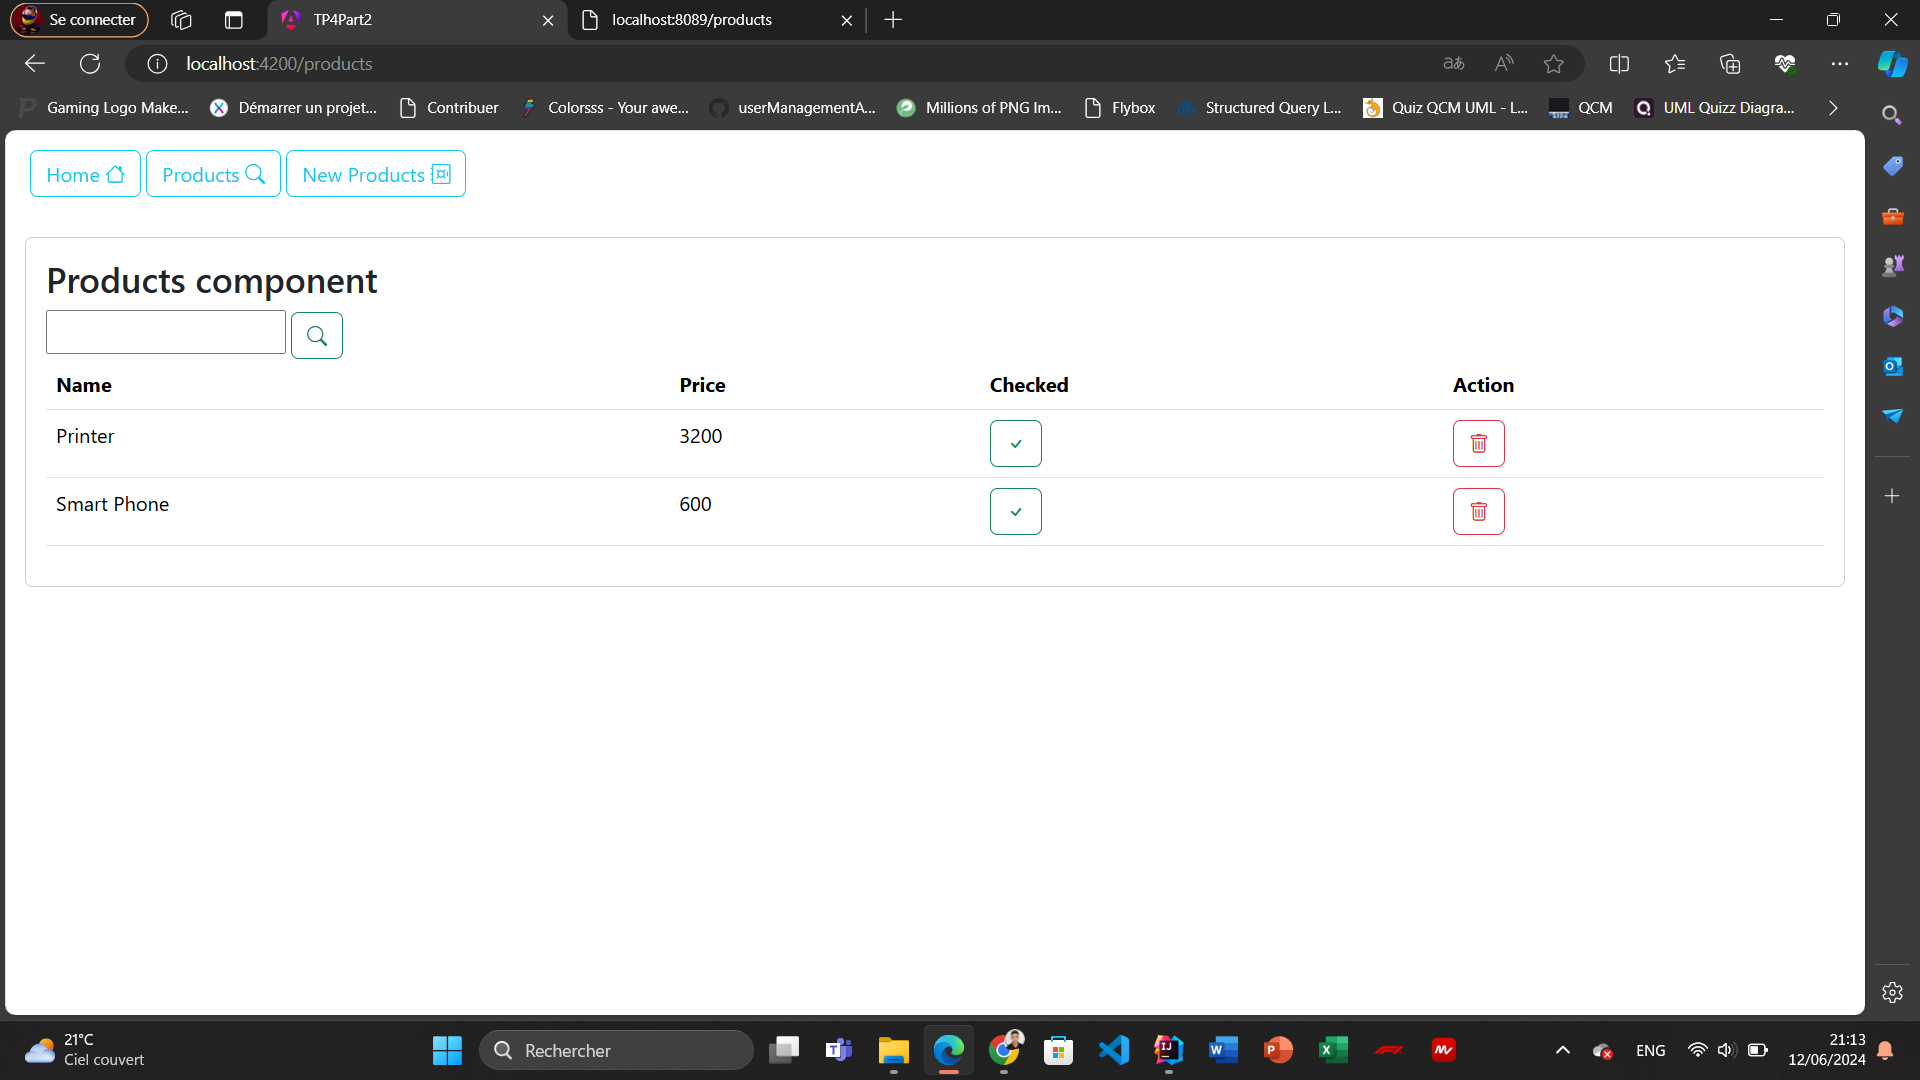 Se connecter
TP4Part2
localhost:8089/products
localhost:4200/products
Gaming Logo Make...
Démarrer un projet...
Contribuer
Colorsss - Your awe...
userManagementA...
Millions of PNG Im...
Flybox
Structured Query L...
Quiz QCM UML - L...
QCM
UML Quizz Diagra...
Home
Products
New Products
Products component
Name Price Checked Action
Printer 3200
Smart Phone 600
21°C
Ciel couvert
Rechercher
ENG
21:13
12/06/2024